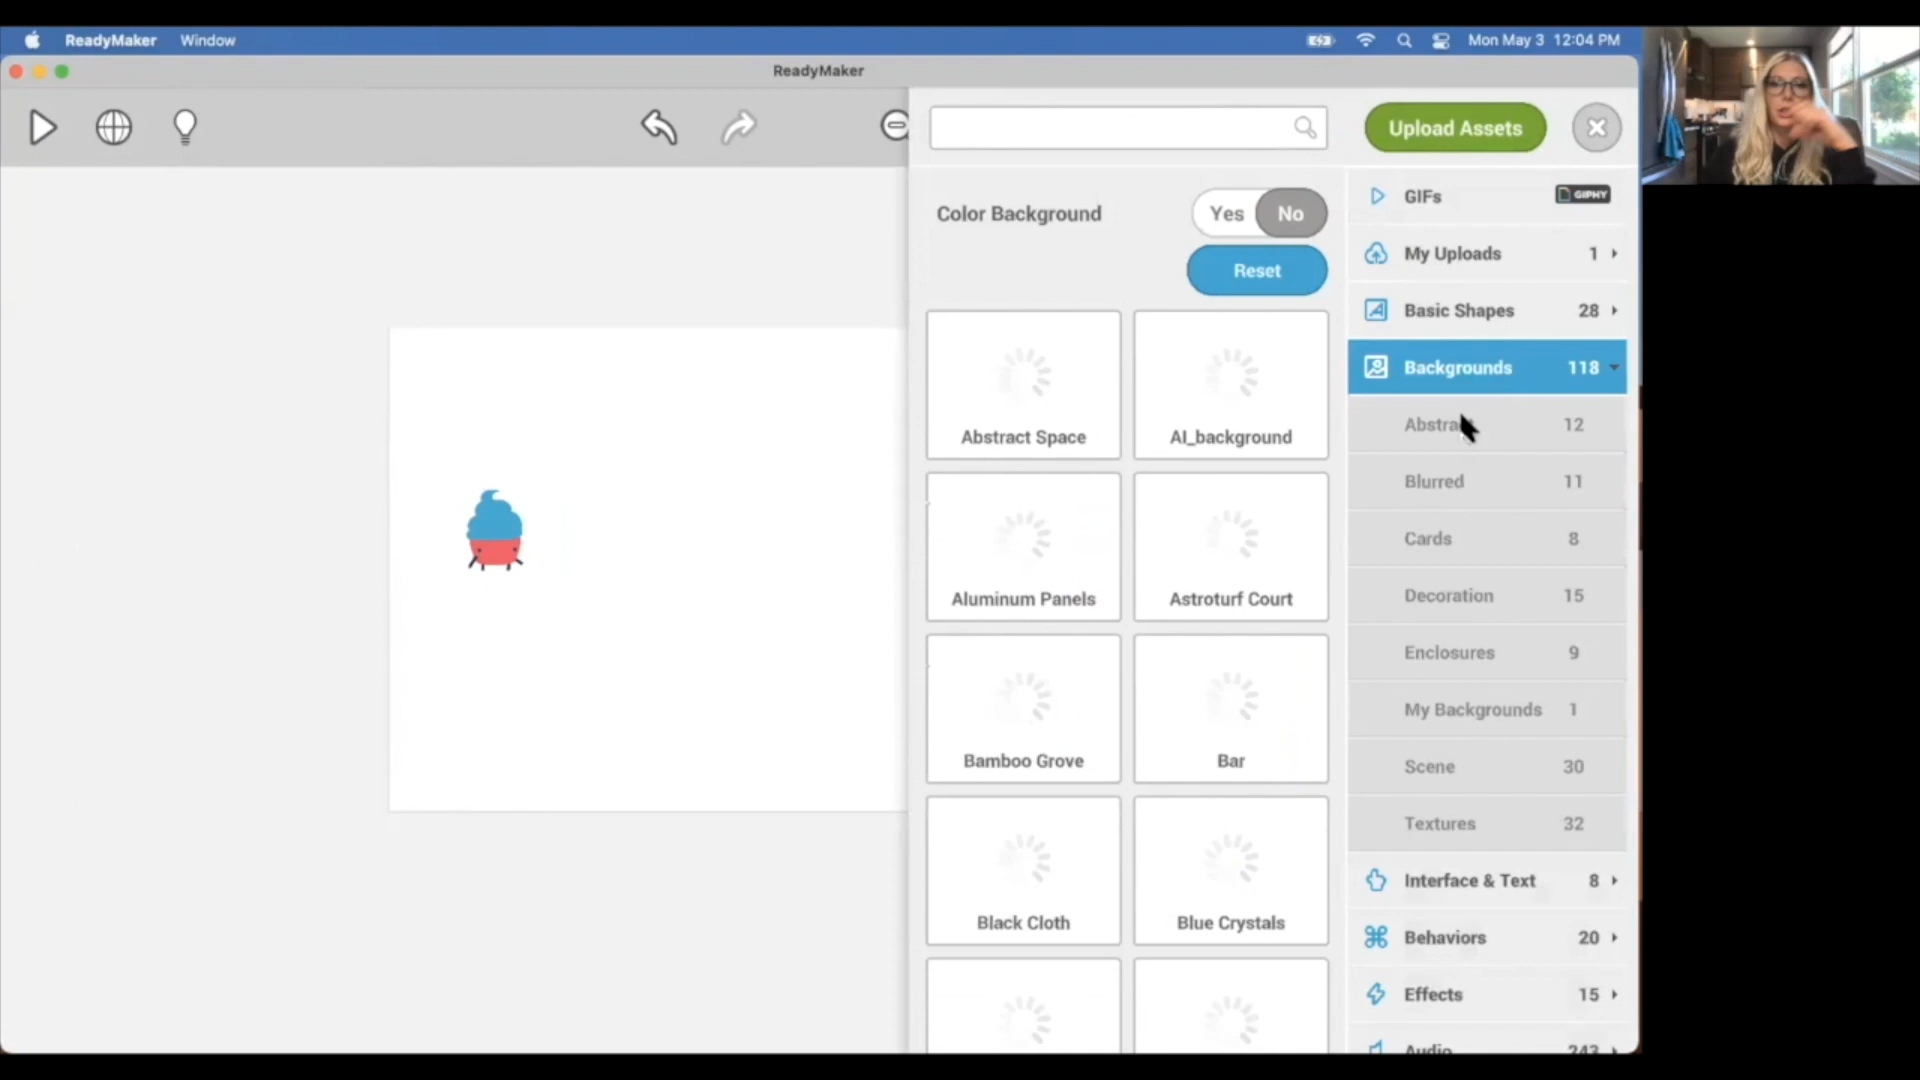 ReadyMaker Window Mon May 3 12:04 PM
ReadyMaker
Upload Assets
Color Background Yes No
Reset
Abstract Space
AI_background
Aluminum Panels
Astroturf Court
Bamboo Grove
Bar
Black Cloth
Blue Crystals
GIFs GIPHY
My Uploads 1
Basic Shapes 28
Backgrounds 118
Abstract 12
Blurred 11
Cards 8
Decoration 15
Enclosures 9
My Backgrounds 1
Scene 30
Textures 32
Interface & Text 8
Behaviors 20
Effects 15
Audio 243